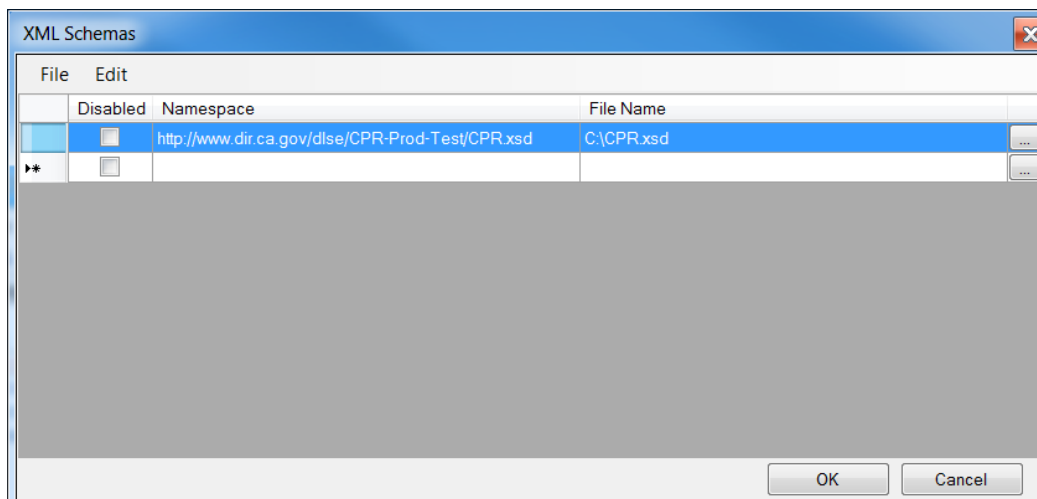 XML Schemas
File Edit
Disabled Namespace File Name
http://www.dir.ca.gov/dlse/CPR-Prod-Test/CPR.xsd C:\CPR.xsd ...
...
OK Cancel